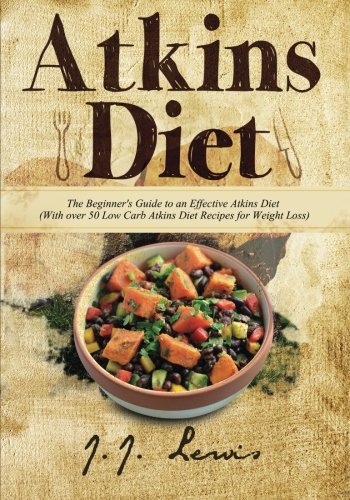 Atkins
Diet
The Beginner's Guide to an Effective Atkins Diet
(With over 50 Low Carb Atkins Diet Recipes for Weight Loss)
J. J. Lewis